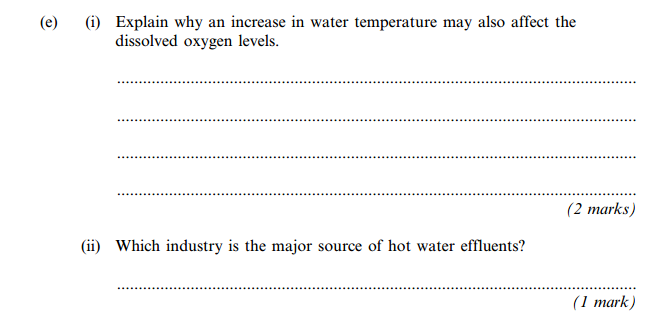 (e) (i) Explain why an increase in water temperature may also affect the
dissolved oxygen levels.
(2 marks)
(ii) Which industry is the major source of hot water effluents?
(1 mark)